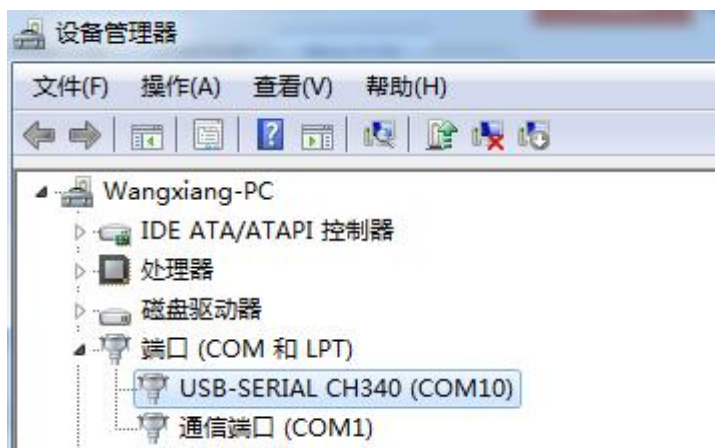 设备管理器
文件(F) 操作(A) 查看(V) 帮助(H)
Wangxiang-PC
IDE ATA/ATAPI 控制器
处理器
磁盘驱动器
端口 (COM 和 LPT)
USB-SERIAL CH340 (COM10)
通信端口 (COM1)